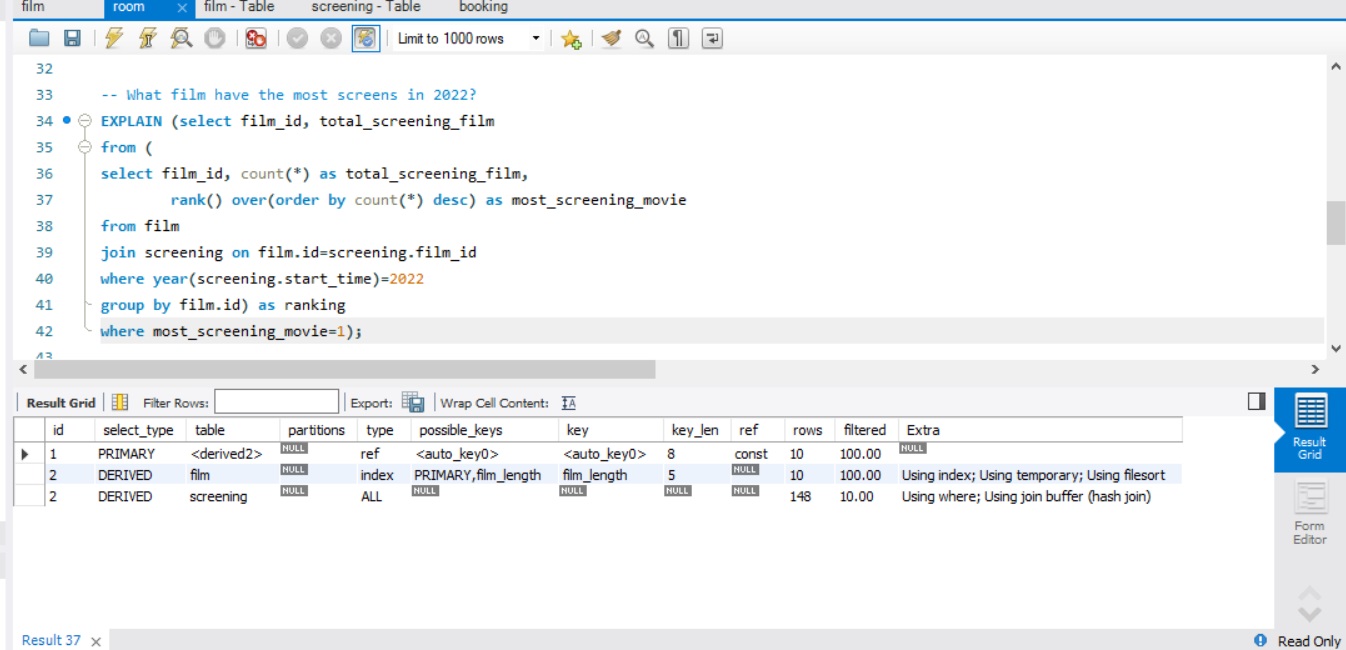 film room × film - Table screening - Table booking
Limit to 1000 rows
32
33 -- What film have the most screens in 2022?
34 EXPLAIN (select film_id, total_screening_film
35 from (
36 select film_id, count(*) as total_screening_film,
37 rank() over(order by count(*) desc) as most_screening_movie
38 from film
39 join screening on film.id=screening.film_id
40 where year(screening.start_time)=2022
41 group by film.id) as ranking
42 where most_screening_movie=1);
43
Result Grid Filter Rows: Export: Wrap Cell Content: IA
id select_type table partitions type possible_keys key key_len ref rows filtered Extra
1 PRIMARY <derived2> NULL ref <auto_key0> <auto_key0> 8 const 10 100.00 NULL
2 DERIVED film NULL index PRIMARY,film_length film_length 5 NULL 10 100.00 Using index; Using temporary; Using filesort
2 DERIVED screening NULL ALL NULL NULL NULL NULL 148 10.00 Using where; Using join buffer (hash join)
Result
Grid
Form
Editor
Result 37 × Read Only